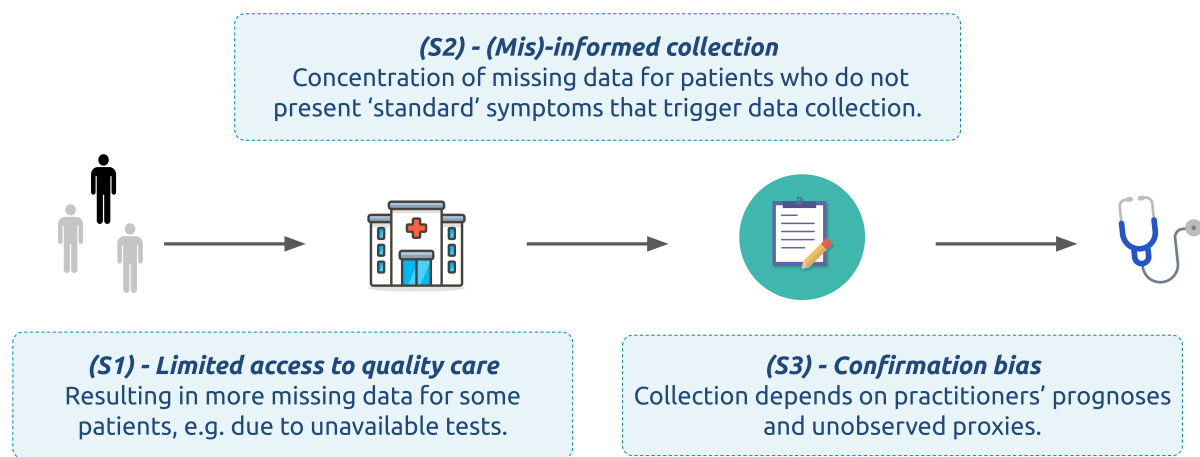 (S2) - (Mis)-informed collection
Concentration of missing data for patients who do not
present ‘standard’ symptoms that trigger data collection.
(S1) - Limited access to quality care
Resulting in more missing data for some
patients, e.g. due to unavailable tests.
(S3) - Confirmation bias
Collection depends on practitioners’ prognoses
and unobserved proxies.